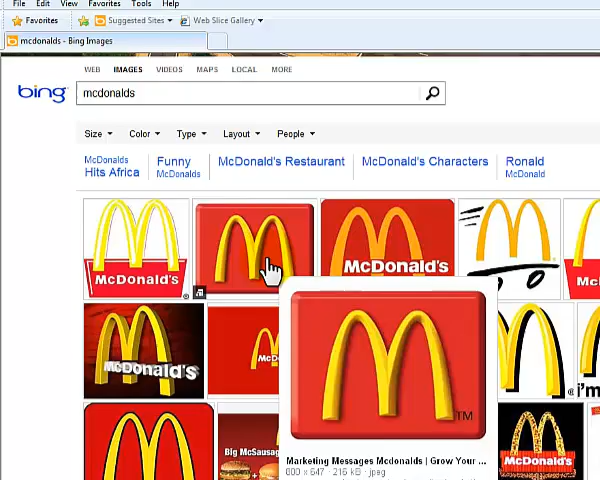 File Edit View Favorites Tools Help
Favorites Suggested Sites Web Slice Gallery
mcdonalds - Bing Images
WEB IMAGES VIDEOS MAPS LOCAL MORE
bing mcdonalds
Size Color Type Layout People
McDonalds Hits Africa
Funny McDonalds
McDonald's Restaurant
McDonald's Characters
Ronald McDonald
McDonald's ®
McDonald's
McDonald's
i'm
TM
Marketing Messages Mcdonalds | Grow Your ...
800 x 647 - 216 kB - jpeg
Big McSausage
McDonald's